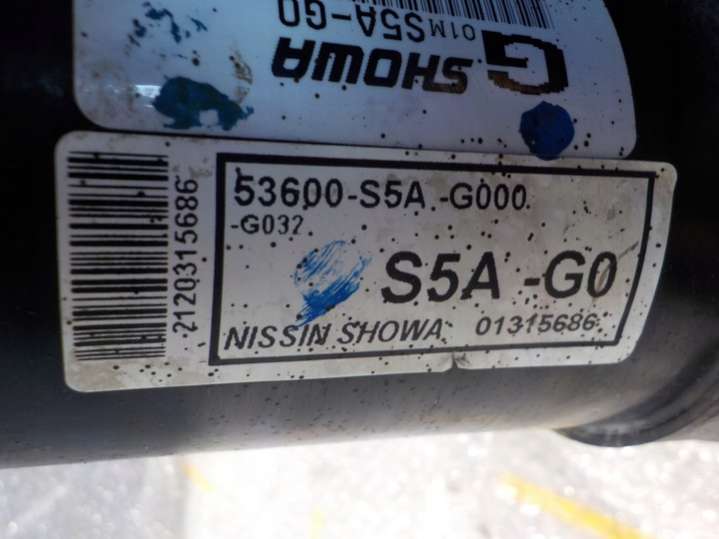 G SHOWA
01M S5A-G0
53600-S5A -G000
-G032
S5A -G0
NISSIN SHOWA 01315686
2120315686